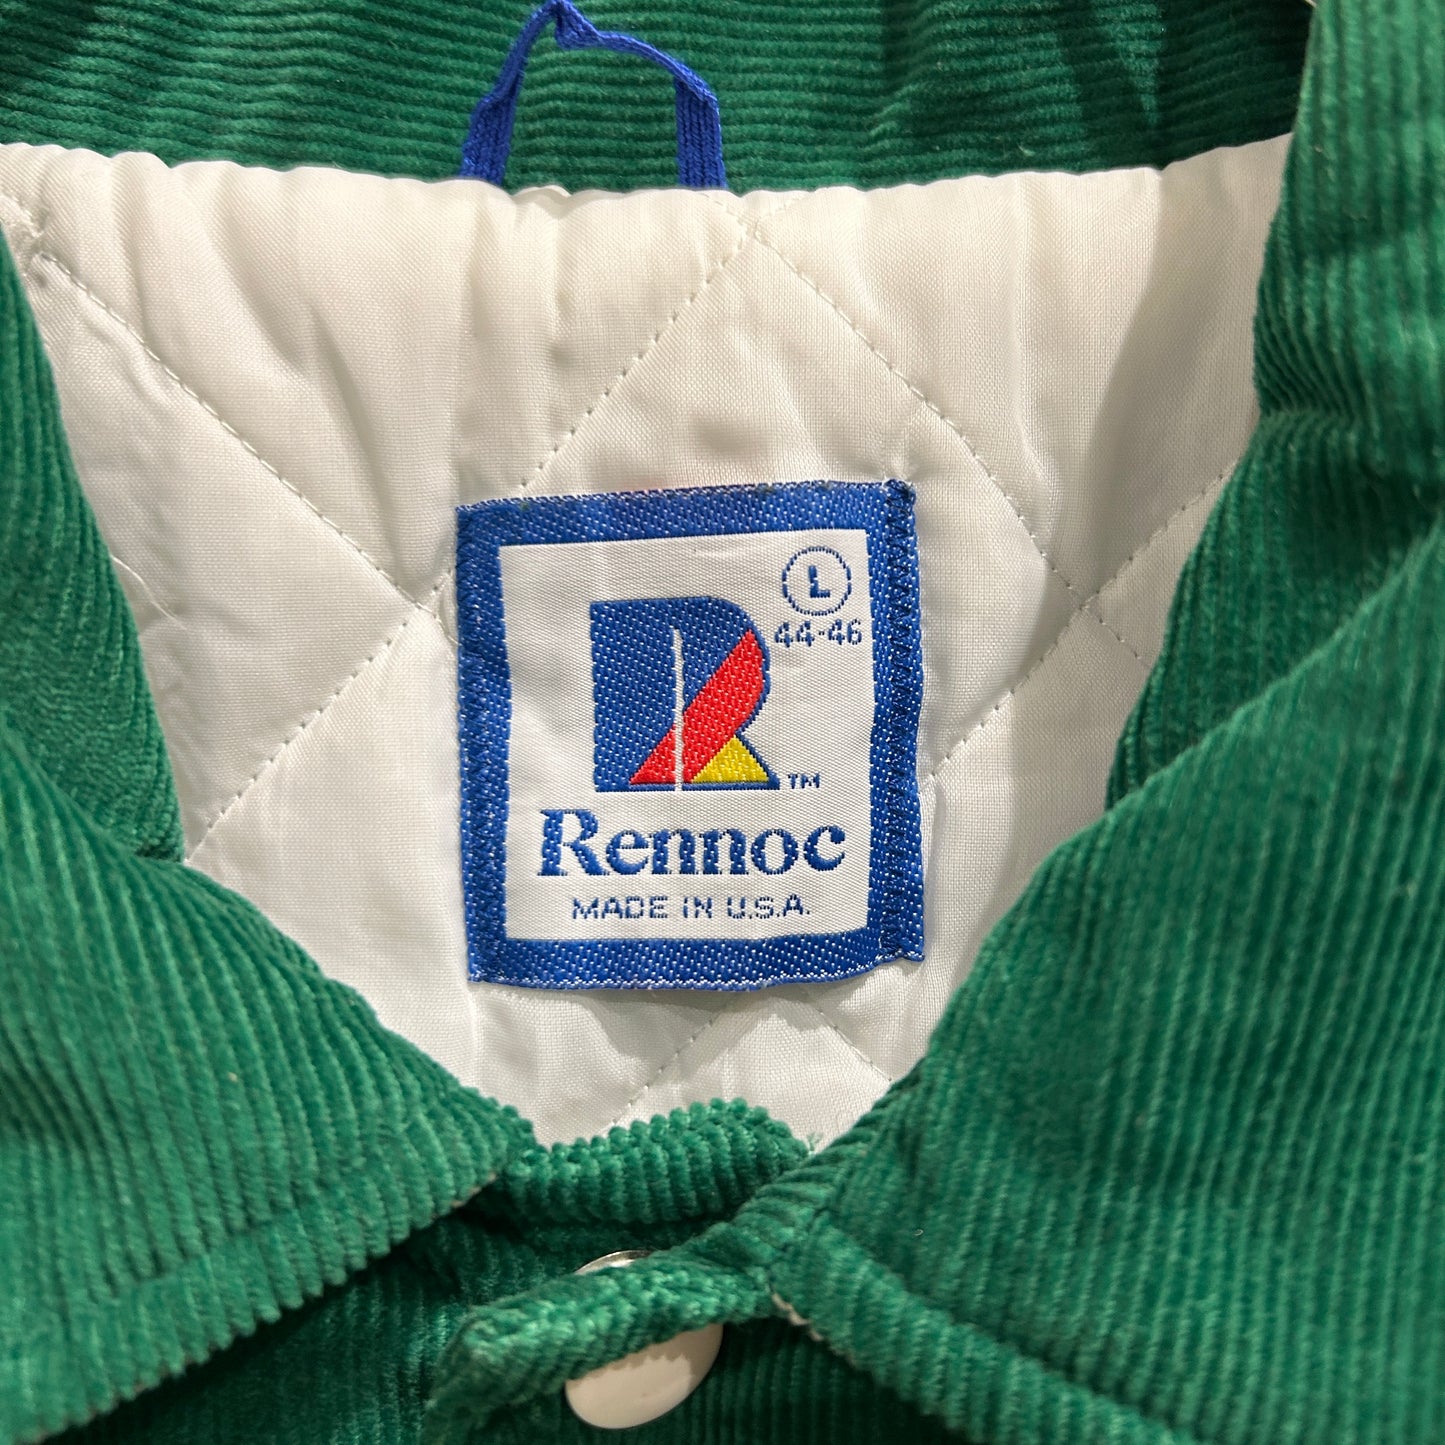 L
44-46
R
TM
Rennoc
MADE IN U.S.A.